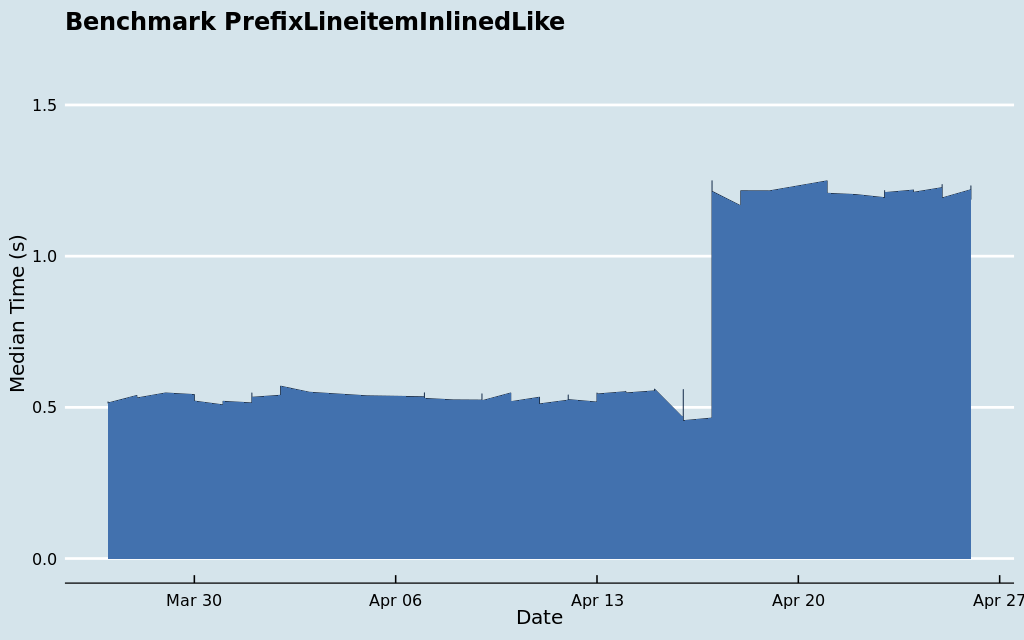 Benchmark PrefixLineitemInlinedLike
Median Time (s)
1.5
1.0
0.5
0.0
Mar 30
Apr 06
Apr 13
Apr 20
Apr 27
Date